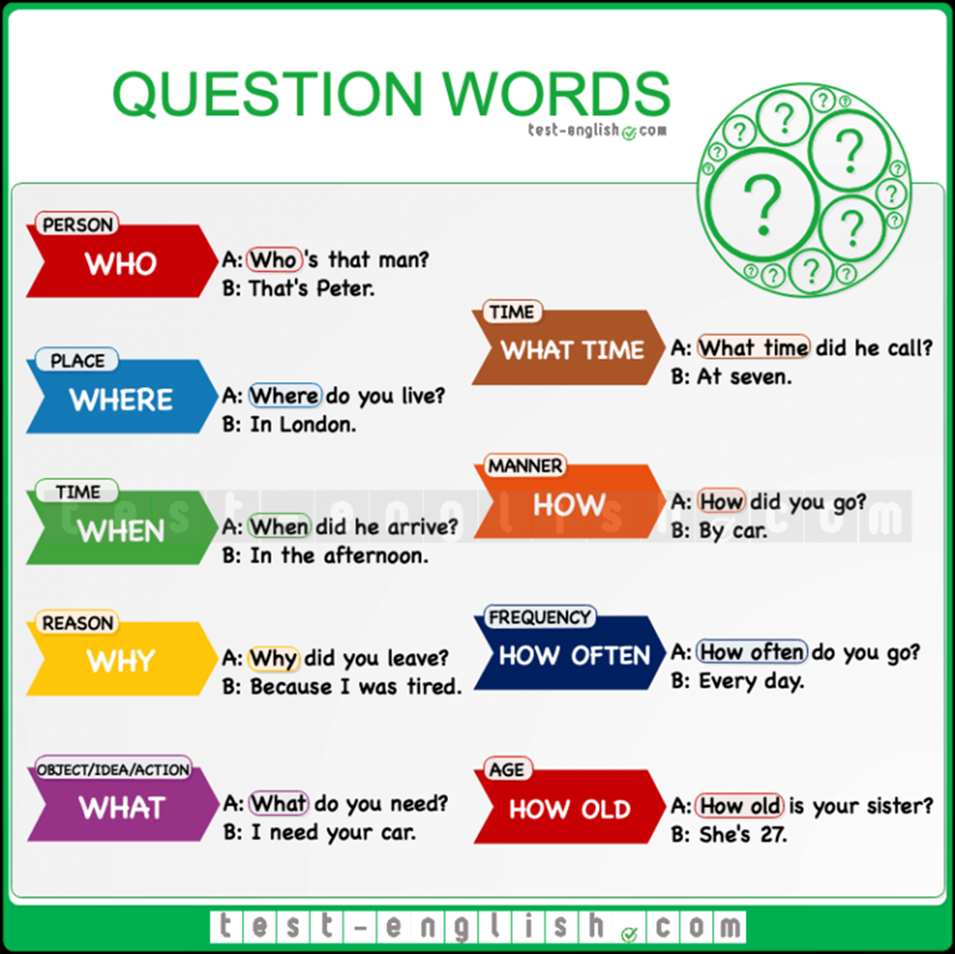 QUESTION WORDS
test-english.com
PERSON
WHO
A: Who's that man?
B: That's Peter.
PLACE
WHERE
A: Where do you live?
B: In London.
TIME
WHEN
A: When did he arrive?
B: In the afternoon.
REASON
WHY
A: Why did you leave?
B: Because I was tired.
OBJECT/IDEA/ACTION
WHAT
A: What do you need?
B: I need your car.
TIME
WHAT TIME
A: What time did he call?
B: At seven.
MANNER
HOW
A: How did you go?
B: By car.
FREQUENCY
HOW OFTEN
A: How often do you go?
B: Every day.
AGE
HOW OLD
A: How old is your sister?
B: She's 27.
test-english.com
test-english.com